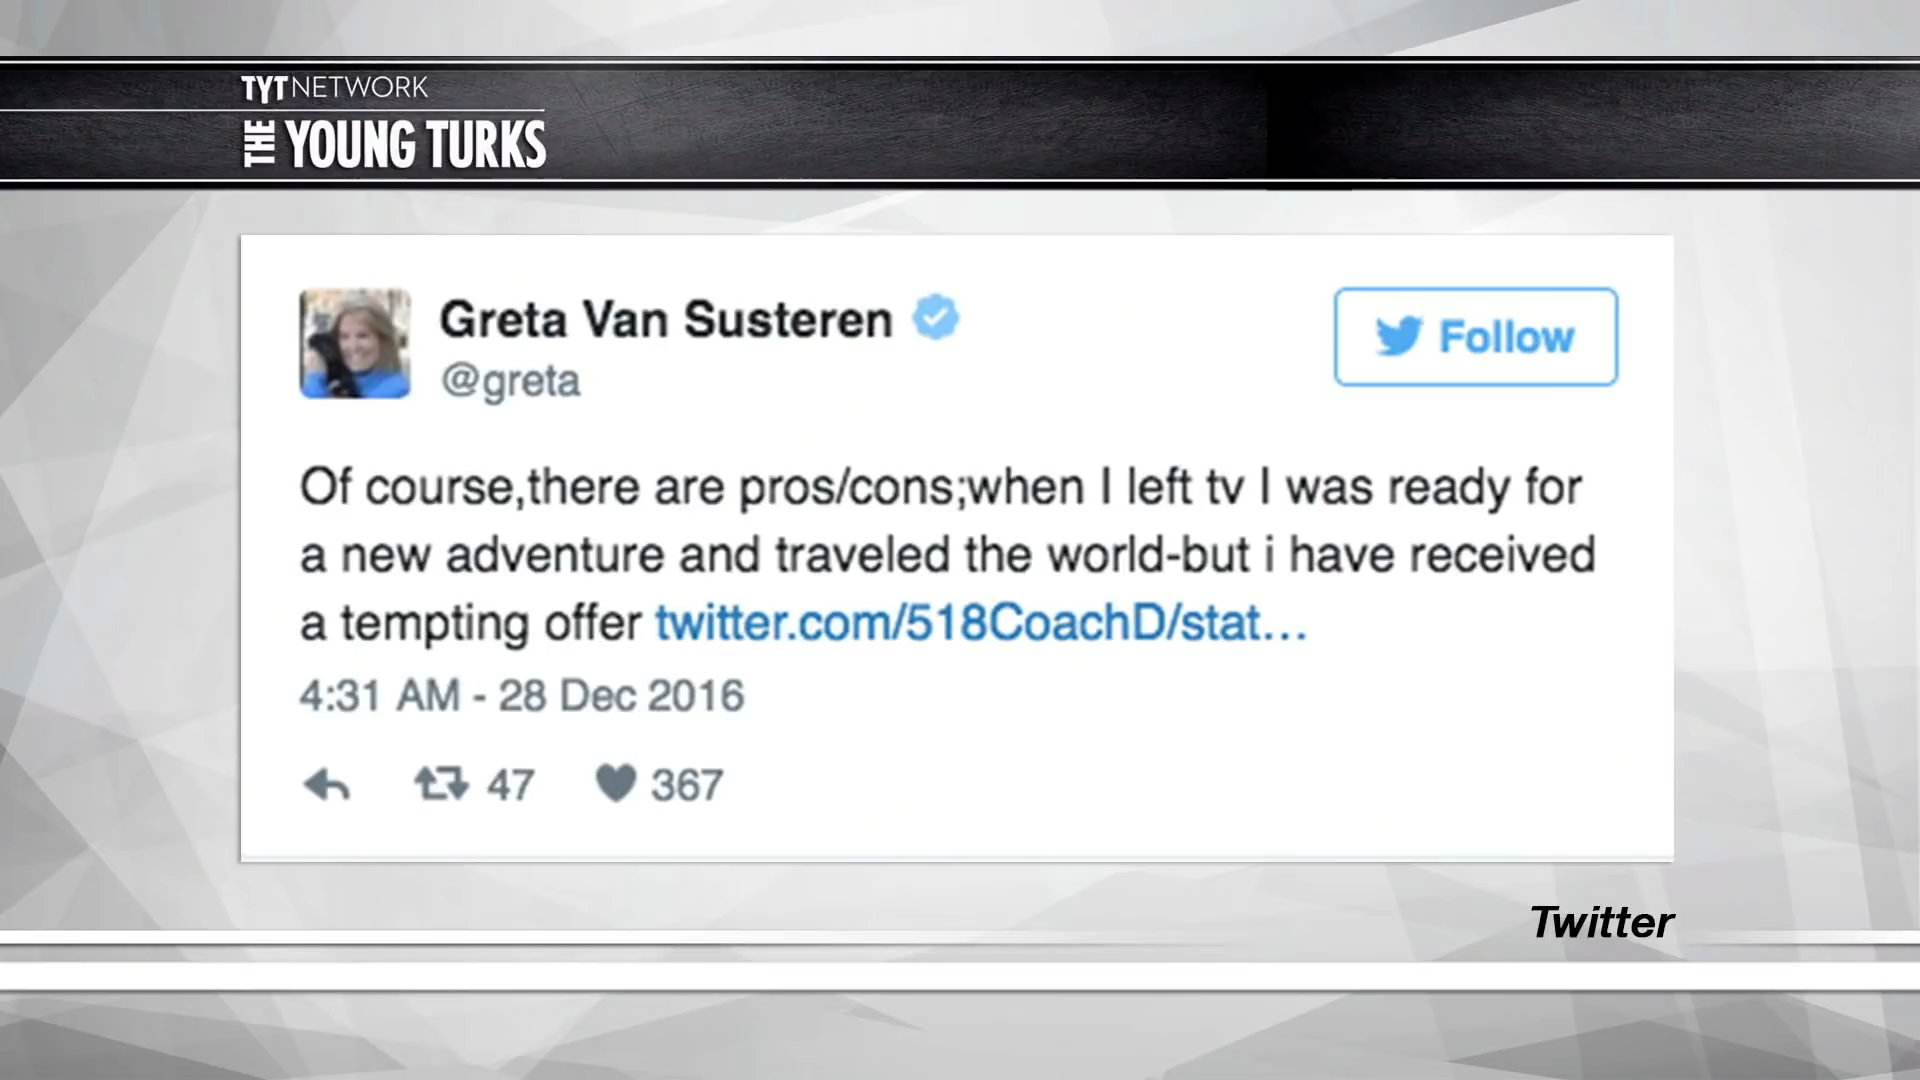 TYT NETWORK
THE YOUNG TURKS
Greta Van Susteren
@greta
Follow
Of course,there are pros/cons;when I left tv I was ready for
a new adventure and traveled the world-but i have received
a tempting offer twitter.com/518CoachD/stat…
4:31 AM - 28 Dec 2016
47 367
Twitter